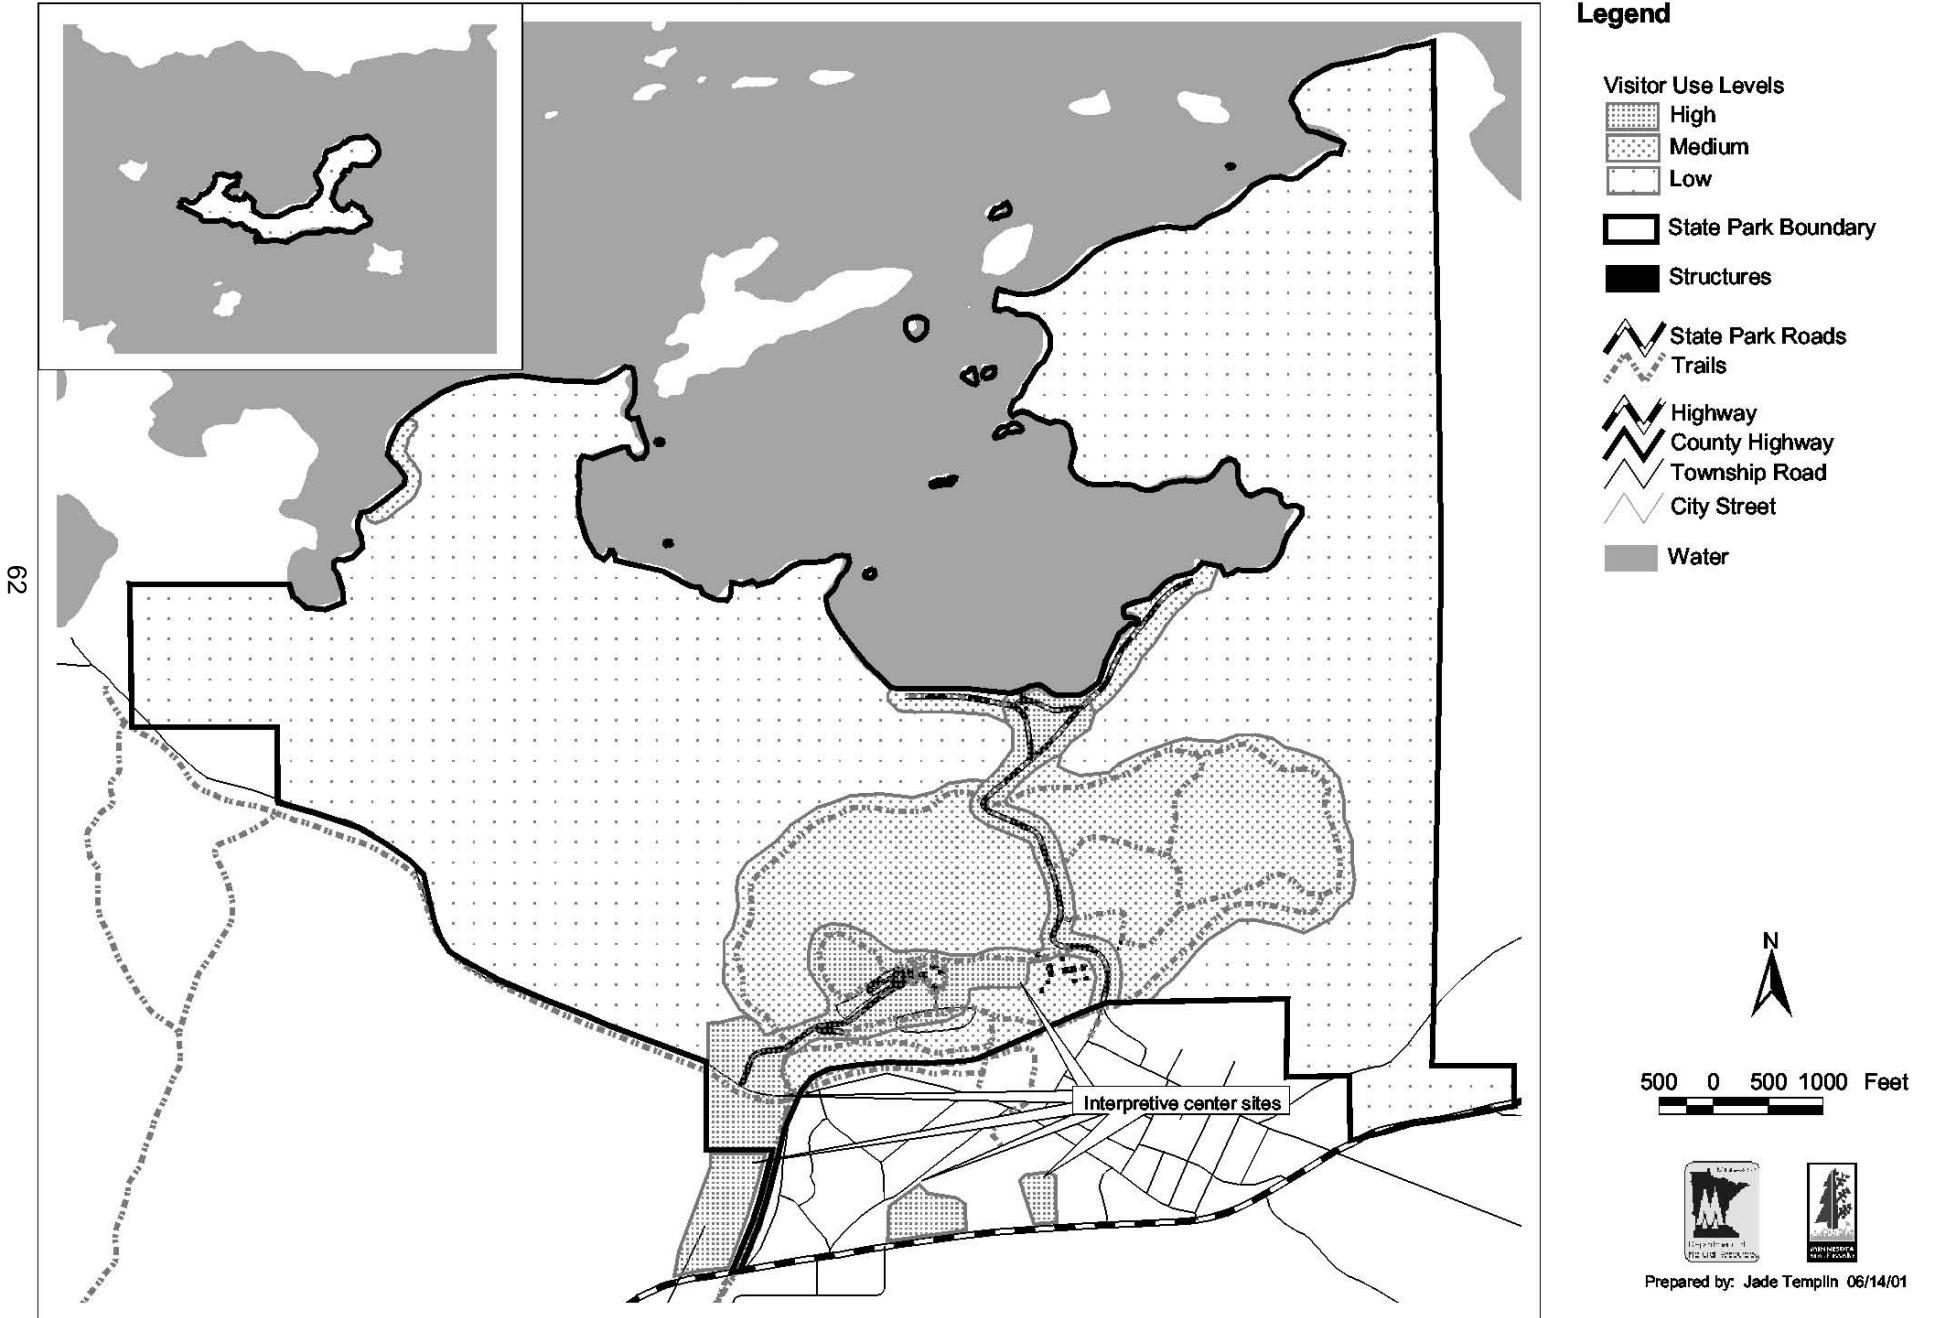 Legend
Visitor Use Levels
High
Medium
Low
State Park Boundary
Structures
State Park Roads
Trails
Highway
County Highway
Township Road
City Street
Water
62
Interpretive center sites
N
500 0 500 1000 Feet
Prepared by: Jade Templin 06/14/01